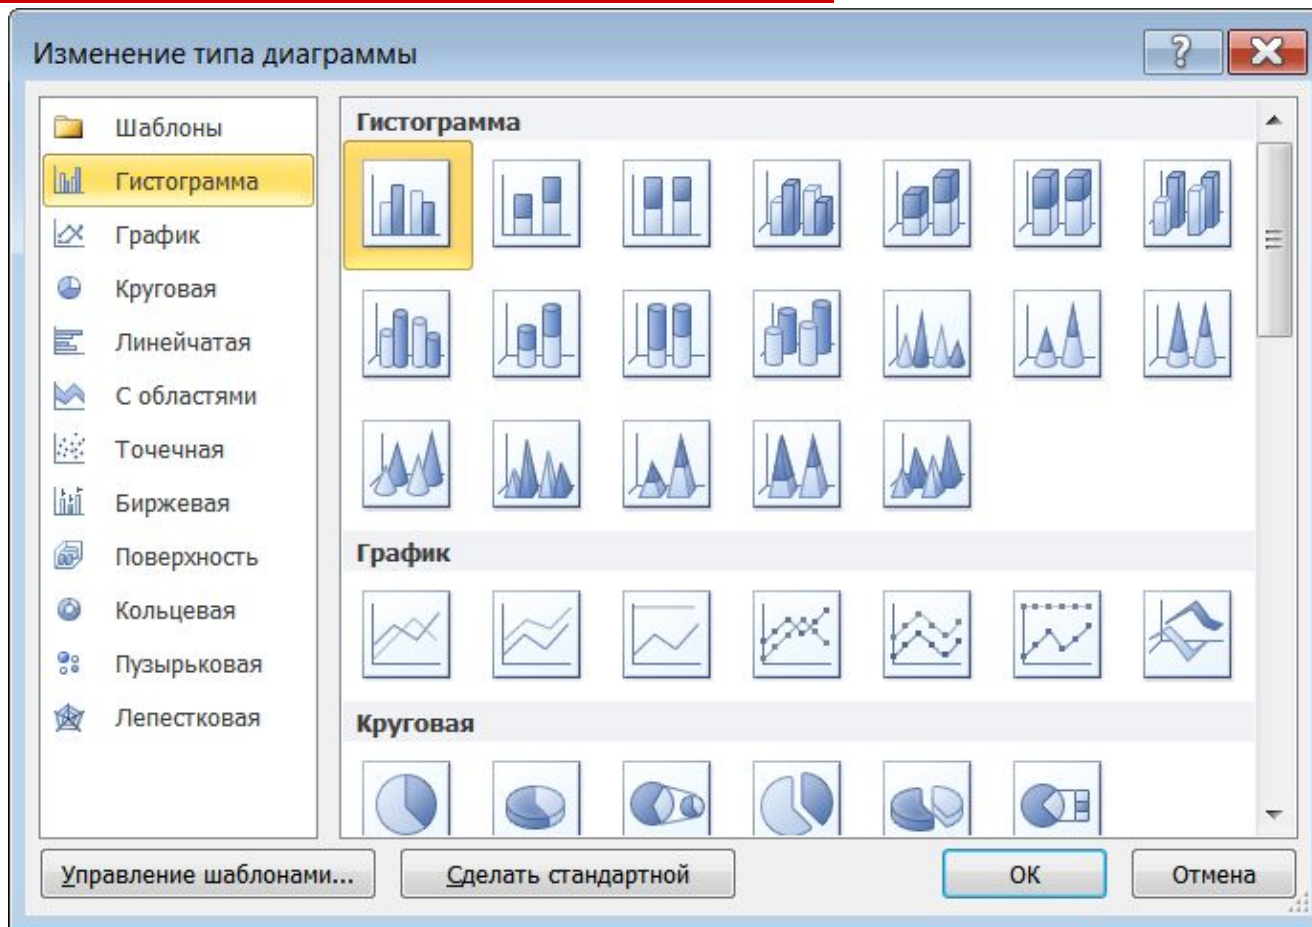 Изменение типа диаграммы
Шаблоны
Гистограмма
График
Круговая
Линейчатая
С областями
Точечная
Биржевая
Поверхность
Кольцевая
Пузырьковая
Лепестковая
Гистограмма
График
Круговая
Управление шаблонами...
Сделать стандартной
ОК
Отмена